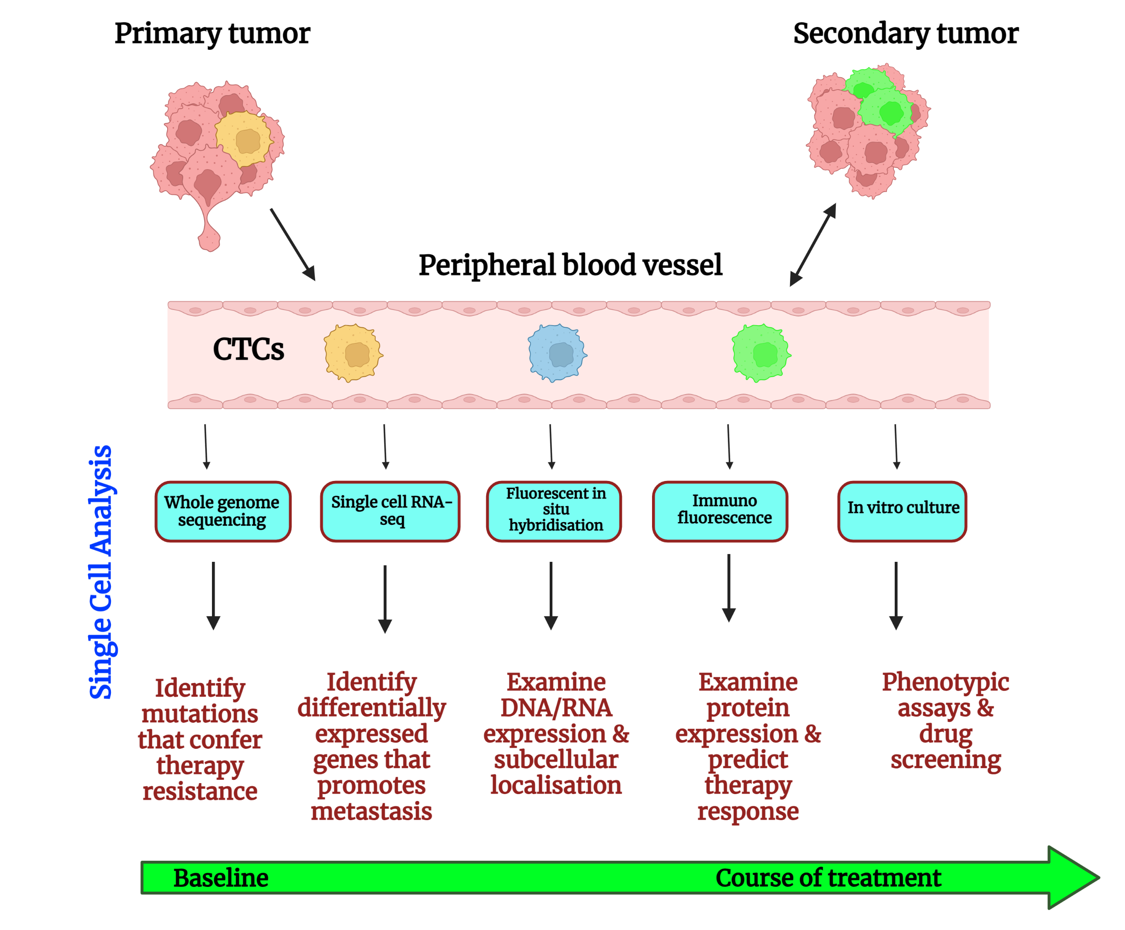 Primary tumor
Secondary tumor
Peripheral blood vessel
CTCs
Single Cell Analysis
Whole genome
sequencing
Single cell RNA-
seq
Fluorescent in
situ
hybridisation
Immuno
fluorescence
In vitro culture
Identify
mutations
that confer
therapy
resistance
Identify
differentially
expressed
genes that
promotes
metastasis
Examine
DNA/RNA
expression &
subcellular
localisation
Examine
protein
expression &
predict
therapy
response
Phenotypic
assays &
drug
screening
Baseline
Course of treatment